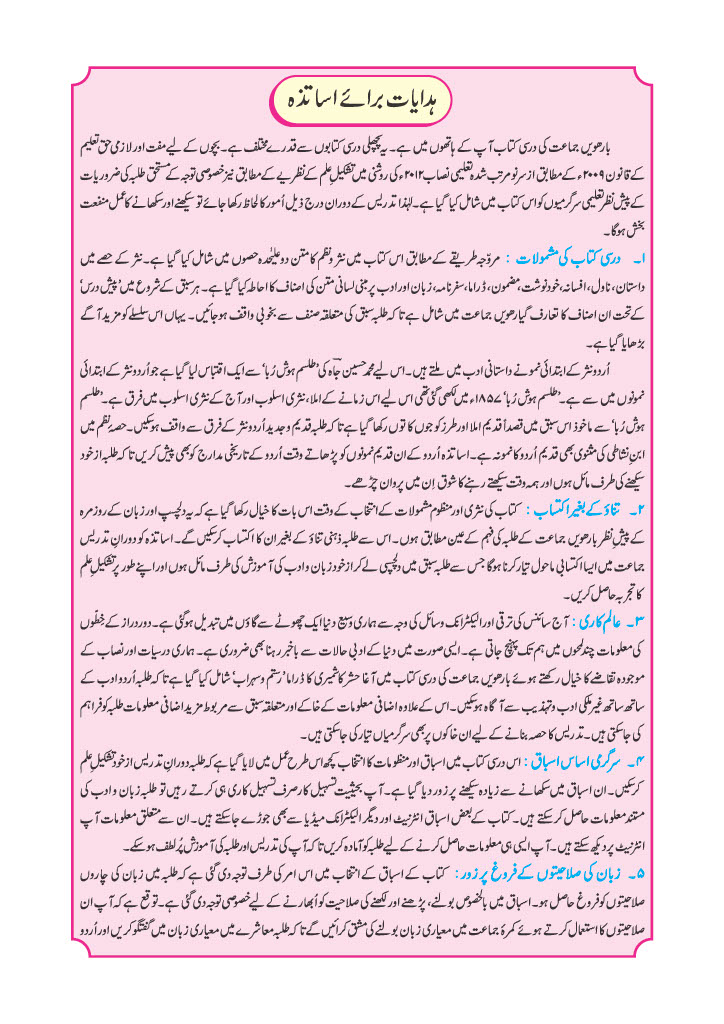 ہدایات برائے اساتذہ
بارھویں جماعت کی درسی کتاب آپ کے ہاتھوں میں ہے۔ یہ پچھلی درسی کتابوں سے قدرے مختلف ہے۔ بچوں کے لیے مفت اور لازمی حق تعلیم
کے قانون ۲۰۰۹ء کے مطابق از سرِ نو مرتب شدہ تعلیمی نصاب ۲۰۱۲ء کی روشنی میں تشکیلِ علم کے نظریے کے مطابق نیز خصوصی توجہ کے مستحق طلبہ کی ضروریات
کے پیش نظر تعلیمی سرگرمیوں کو اس کتاب میں شامل کیا گیا ہے۔ لہٰذا تدریس کے دوران درج ذیل اُمور کا لحاظ رکھا جائے تو سیکھنے اور سکھانے کا عمل منفعت
بخش ہوگا۔
۱۔ درسی کتاب کی مشمولات : مروّجہ طریقے کے مطابق اس کتاب میں نثر و نظم کا متن دو علیٰحدہ حصوں میں شامل کیا گیا ہے۔ نثر کے حصے میں
داستان، ناول، افسانہ، خودنوشت، مضمون، ڈراما، سفرنامہ، زبان اور ادب پر مبنی لسانی متن کی اصناف کا احاطہ کیا گیا ہے۔ ہر سبق کے شروع میں ’پیش درس‘
کے تحت ان اصناف کا تعارف گیارھویں جماعت میں شامل ہے تاکہ طلبہ سبق کی متعلقہ صنف سے بخوبی واقف ہوجائیں۔ یہاں اس سلسلے کو مزید آگے
بڑھایا گیا ہے۔
اُردو نثر کے ابتدائی نمونے داستانی ادب میں ملتے ہیں۔ اس لیے محمد حسین جاہؔ کی ’طلسم ہوش رُبا‘ سے ایک اقتباس لیا گیا ہے جو اُردو نثر کے ابتدائی
نمونوں میں سے ہے۔ ’طلسم ہوش رُبا‘ ۱۸۵۷ء میں لکھی گئی تھی اس لیے اس زمانے کے املا، نثری اسلوب اور آج کے نثری اسلوب میں فرق ہے۔ ’طلسم
ہوش رُبا‘ سے ماخوذ اس سبق میں قصداً قدیم املا اور طرز کو جوں کا توں رکھا گیا ہے تاکہ طلبہ قدیم و جدید اُردو نثر کے فرق سے واقف ہوسکیں۔ حصۂ نظم میں
ابنِ نشاطی کی مثنوی بھی قدیم اُردو کا نمونہ ہے۔ اساتذہ اُردو کے ان قدیم نمونوں کو پڑھاتے وقت اُردو کے تاریخی مدارج کو بھی پیش کریں تاکہ طلبہ از خود
سیکھنے کی طرف مائل ہوں اور ہمہ وقت سیکھتے رہنے کا شوق اِن میں پروان چڑھے۔
۲۔ تناؤ کے بغیر اکتساب : کتاب کی نثری اور منظوم مشمولات کے انتخاب کے وقت اس بات کا خیال رکھا گیا ہے کہ یہ دلچسپ اور زبان کے روزمرہ
کے پیشِ نظر بارھویں جماعت کے طلبہ کی فہم کے عین مطابق ہوں۔ اس سے طلبہ ذہنی تناؤ کے بغیر ان کا اکتساب کرسکیں گے۔ اساتذہ کو دورانِ تدریس
جماعت میں ایسا اکتسابی ماحول تیار کرنا ہوگا جس سے طلبہ سبق میں دلچسپی لے کر از خود زبان و ادب کی آموزش کی طرف مائل ہوں اور اپنے طور پر تشکیلِ علم
کا تجربہ حاصل کریں۔
۳۔ عالم کاری : آج سائنس کی ترقی اور الیکٹرانک وسائل کی وجہ سے ہماری وسیع دنیا ایک چھوٹے سے گاؤں میں تبدیل ہوگئی ہے۔ دور دراز کے خطّوں
کی معلومات چند لمحوں میں ہم تک پہنچ جاتی ہے۔ ایسی صورت میں دنیا کے ادبی حالات سے باخبر رہنا بھی ضروری ہے۔ ہماری درسیات اور نصاب کے
موجودہ تقاضے کا خیال رکھتے ہوئے بارھویں جماعت کی درسی کتاب میں آغا حشر کاشمیری کا ڈراما ’رستم و سہراب‘ شامل کیا گیا ہے تاکہ طلبہ اُردو ادب کے
ساتھ ساتھ غیر ملکی ادب و تہذیب سے آگاہ ہوسکیں۔ اس کے علاوہ اضافی معلومات کے خاکے اور متعلقہ سبق سے مربوط مزید اضافی معلومات طلبہ کو فراہم
کی جاسکتی ہیں۔ تدریس کا حصہ بنانے کے لیے ان خاکوں پر بھی سرگرمیاں تیار کی جاسکتی ہیں۔
۴۔ سرگرمی اساس اسباق : اس درسی کتاب میں اسباق اور منظومات کا انتخاب کچھ اس طرح عمل میں لایا گیا ہے کہ طلبہ دورانِ تدریس از خود تشکیلِ علم
کرسکیں۔ ان اسباق میں سکھانے سے زیادہ سیکھنے پر زور دیا گیا ہے۔ آپ بحیثیت تسہیل کار صرف تسہیل کاری ہی کرتے رہیں تو طلبہ زبان و ادب کی
مستند معلومات حاصل کرسکتے ہیں۔ کتاب کے بعض اسباق انٹرنیٹ اور دیگر الیکٹرانک میڈیا سے بھی جوڑے جاسکتے ہیں۔ ان سے متعلق معلومات آپ
انٹرنیٹ پر دیکھ سکتے ہیں۔ آپ ایسی ہی معلومات حاصل کرنے کے لیے طلبہ کو آمادہ کریں تاکہ آپ کی تدریس اور طلبہ کی آموزش پُرلطف ہوسکے۔
۵۔ زبان کی صلاحیتوں کے فروغ پر زور : کتاب کے اسباق کے انتخاب میں اس امر کی طرف توجہ دی گئی ہے کہ طلبہ میں زبان کی چاروں
صلاحیتوں کو فروغ حاصل ہو۔ اسباق میں بالخصوص بولنے، پڑھنے اور لکھنے کی صلاحیت کو اُبھارنے کے لیے خصوصی توجہ دی گئی ہے۔ توقع ہے کہ آپ ان
صلاحیتوں کا استعمال کرتے ہوئے کمرۂ جماعت میں معیاری زبان بولنے کی مشق کرائیں گے تاکہ طلبہ معاشرے میں معیاری زبان میں گفتگو کریں اور اُردو